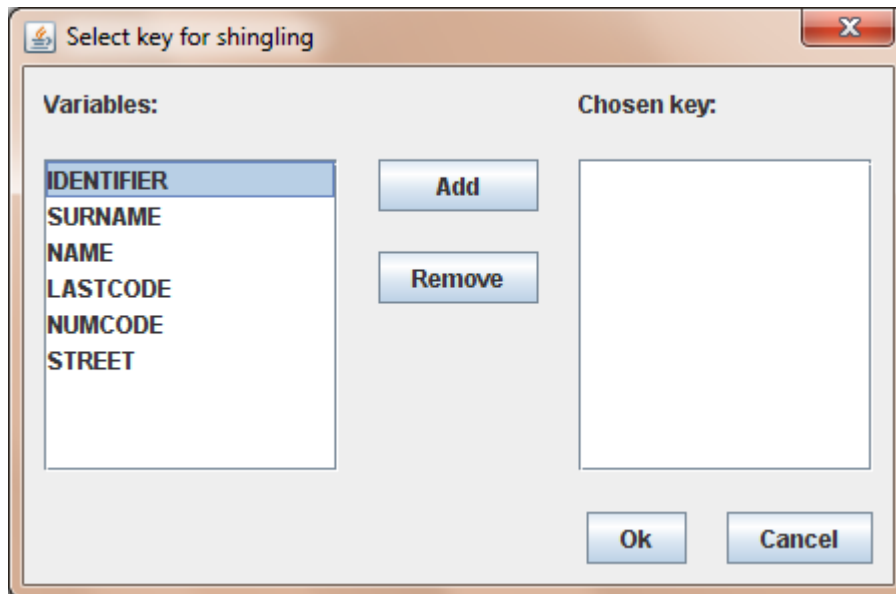 Select key for shingling
Variables:
Chosen key:
IDENTIFIER
SURNAME
NAME
LASTCODE
NUMCODE
STREET
Add
Remove
Ok
Cancel